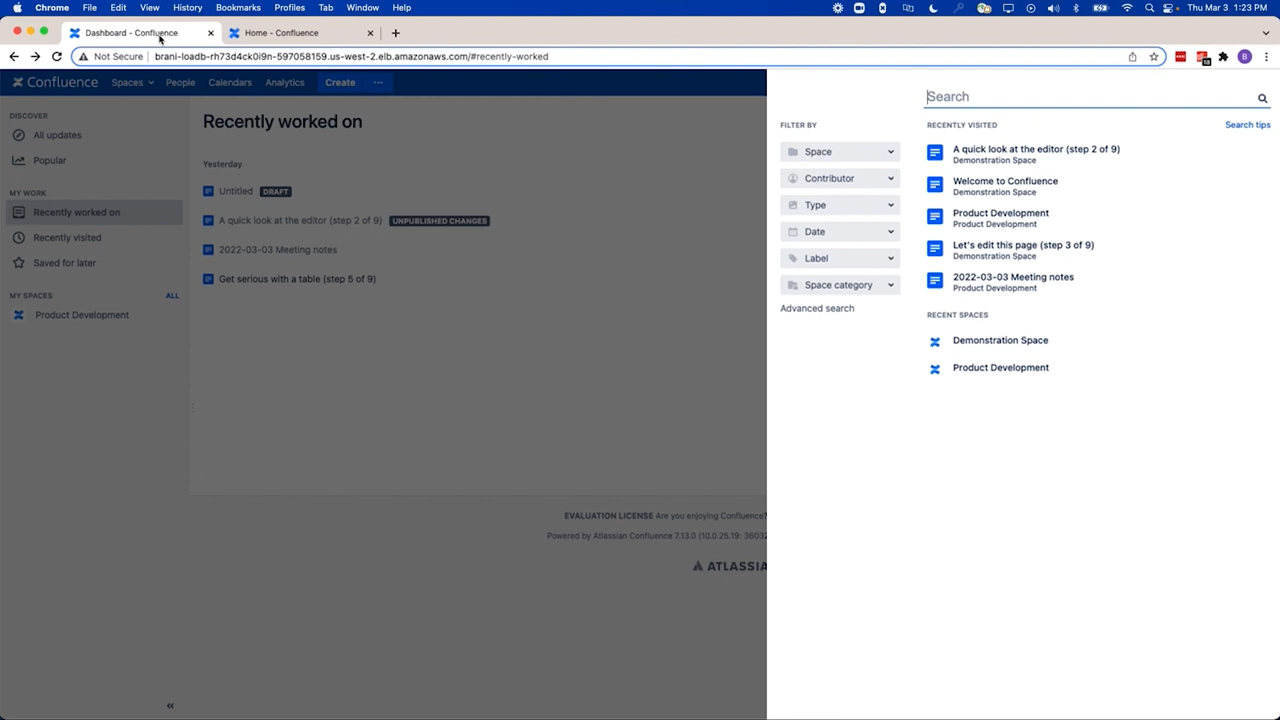 Chrome File Edit View History Bookmarks Profiles Tab Window Help Thu Mar 3 1:23 PM
Dashboard - Confluence Home - Confluence
Not Secure brani-loadb-rh73d4ck0i9n-597058159.us-west-2.elb.amazonaws.com/#recently-worked 18 B
Confluence Spaces People Calendars Analytics Create
Search
DISCOVER
All updates
Popular
MY WORK
Recently worked on
Recently visited
Saved for later
MY SPACES ALL
Product Development
Recently worked on
Yesterday
Untitled DRAFT
A quick look at the editor (step 2 of 9) UNPUBLISHED CHANGES
2022-03-03 Meeting notes
Get serious with a table (step 5 of 9)
EVALUATION LICENSE Are you enjoying Confluence?
Powered by Atlassian Confluence 7.13.0 (10.0.25.19:
ATLASSIA
FILTER BY
Space
Contributor
Type
Date
Label
Space category
Advanced search
RECENTLY VISITED Search tips
A quick look at the editor (step 2 of 9)
Demonstration Space
Welcome to Confluence
Demonstration Space
Product Development
Product Development
Let's edit this page (step 3 of 9)
Demonstration Space
2022-03-03 Meeting notes
Product Development
RECENT SPACES
Demonstration Space
Product Development